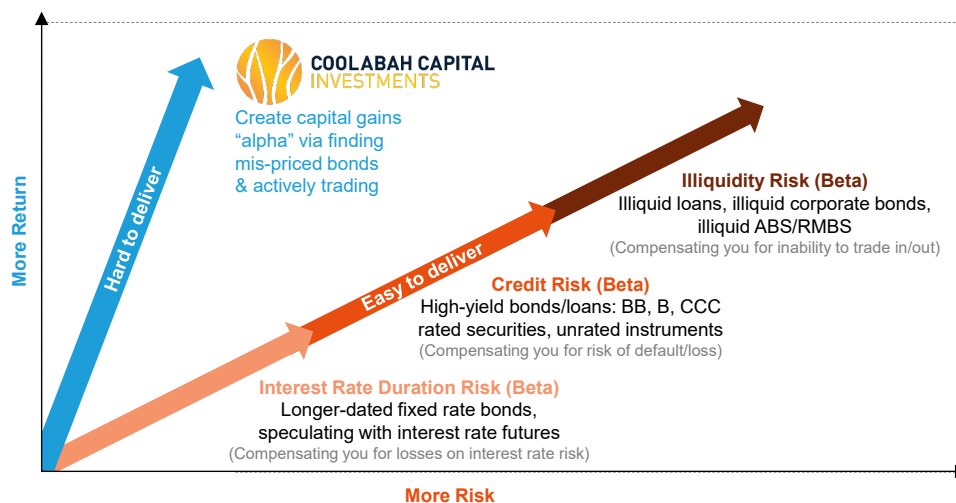 COOLABAH CAPITAL
INVESTMENTS
Create capital gains
“alpha” via finding
mis-priced bonds
& actively trading
More Return
Hard to deliver
Easy to deliver
Illiquidity Risk (Beta)
Illiquid loans, illiquid corporate bonds,
illiquid ABS/RMBS
(Compensating you for inability to trade in/out)
Credit Risk (Beta)
High-yield bonds/loans: BB, B, CCC
rated securities, unrated instruments
(Compensating you for risk of default/loss)
Interest Rate Duration Risk (Beta)
Longer-dated fixed rate bonds,
speculating with interest rate futures
(Compensating you for losses on interest rate risk)
More Risk